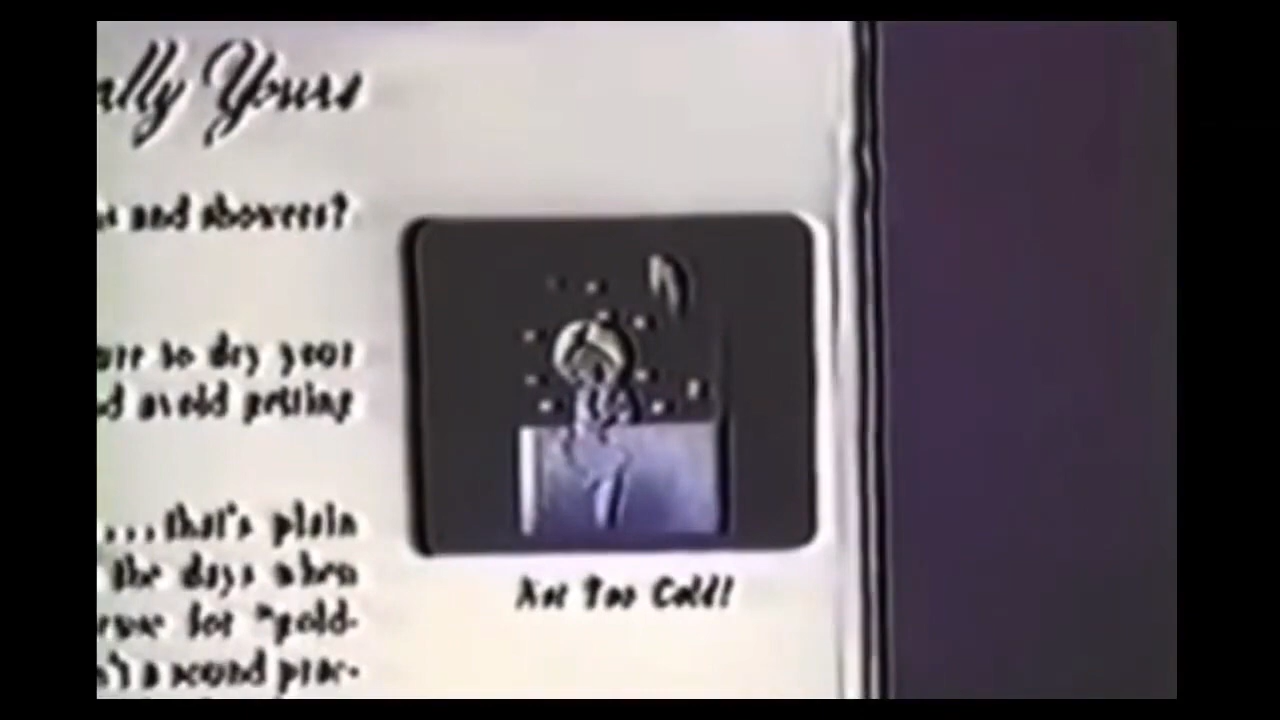 ally Yours
and showers?
to dry your
avoid getting
...that's plain
the days when
for "gold-
a second prac-
Not Too Cold!